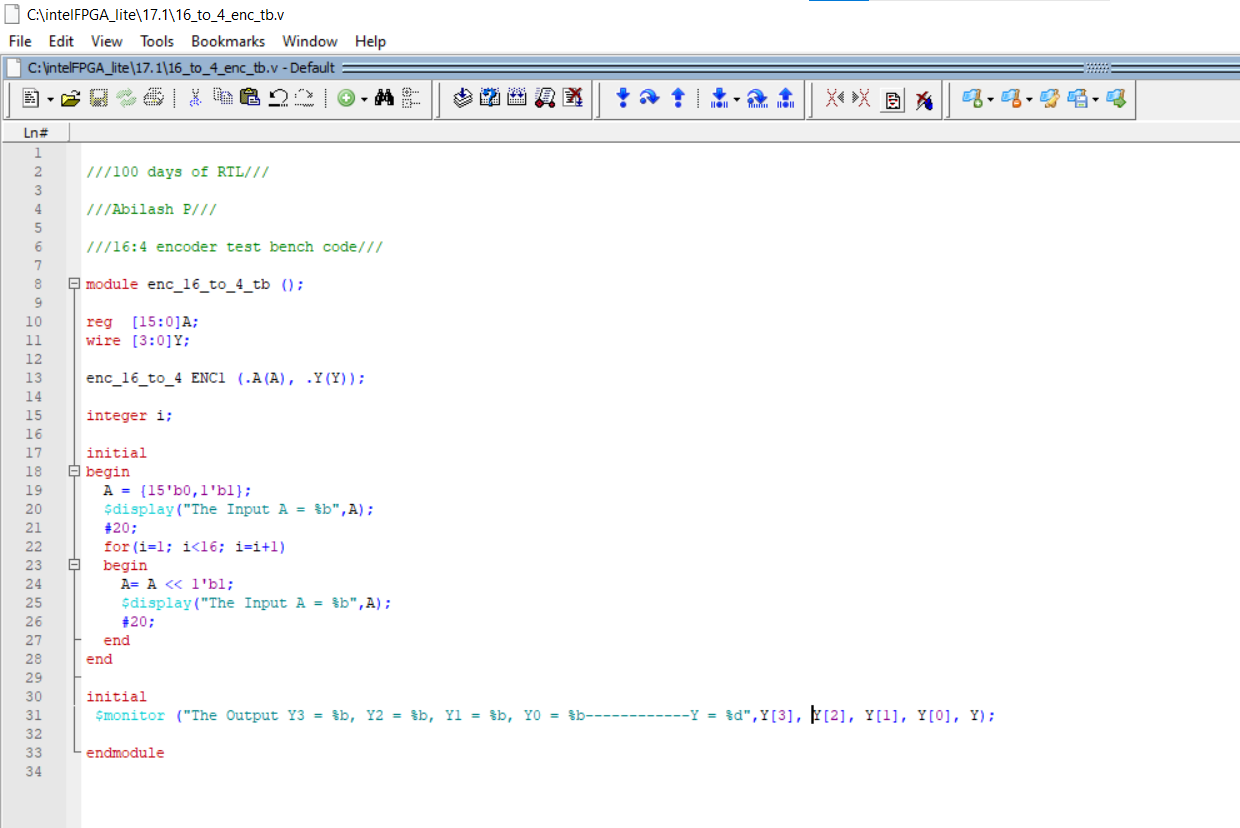 C:\intelFPGA_lite\17.1\16_to_4_enc_tb.v
File Edit View Tools Bookmarks Window Help
C:\intelFPGA_lite\17.1\16_to_4_enc_tb.v - Default
Ln#
1
2 ///100 days of RTL///
3
4 ///Abilash P///
5
6 ///16:4 encoder test bench code///
7
8 module enc_16_to_4_tb ();
9
10 reg  [15:0]A;
11 wire [3:0]Y;
12
13 enc_16_to_4 ENC1 (.A(A), .Y(Y));
14
15 integer i;
16
17 initial
18 begin
19   A = {15'b0,1'b1};
20   $display("The Input A = %b",A);
21   #20;
22   for(i=1; i<16; i=i+1)
23   begin
24     A= A << 1'b1;
25     $display("The Input A = %b",A);
26     #20;
27   end
28 end
29
30 initial
31  $monitor ("The Output Y3 = %b, Y2 = %b, Y1 = %b, Y0 = %b------------Y = %d",Y[3], Y[2], Y[1], Y[0], Y);
32
33 endmodule
34